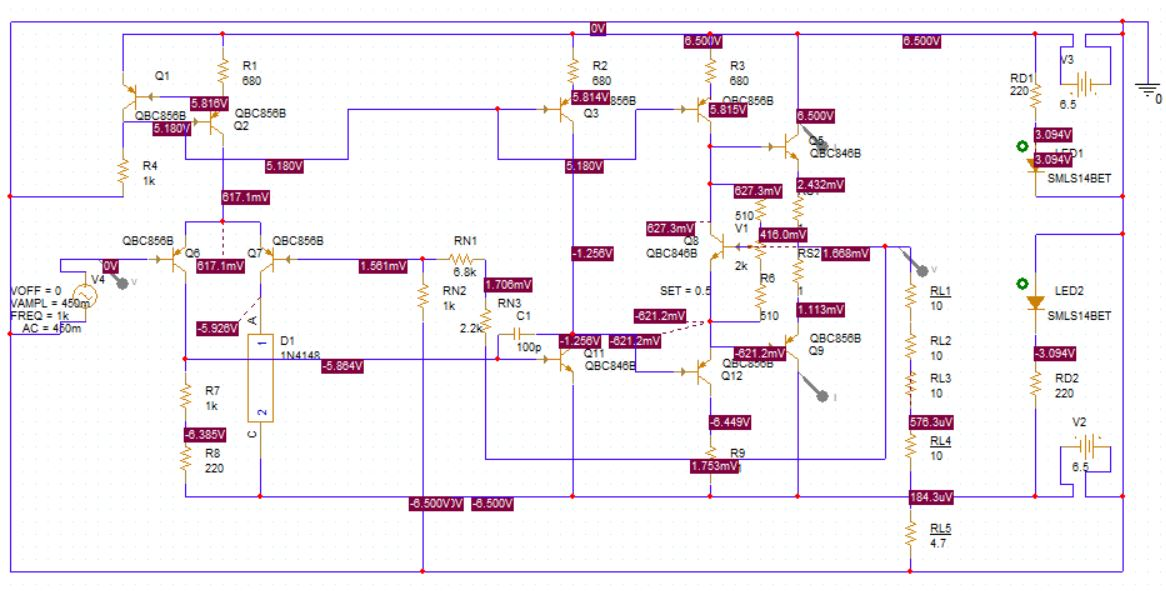 0V
6.500V
6.500V
Q1
R1
680
R2
680
R3
680
V3
6.5
0
RD1
220
5.816V
QBC856B
QBC856B
Q2
5.180V
5.814V
Q3
QBC856B
5.815V
6.500V
Q5
QBC846B
3.094V
3.094V
LED1
SMLS14BET
R4
1k
5.180V
5.180V
617.1mV
627.3mV
2.432mV
510
V1
416.0mV
627.3mV
Q8
QBC846B
2k
RS2
1
1.668mV
QBC856B
Q6
QBC856B
Q7
617.1mV
0V
V4
VOFF = 0
VAMPL = 450m
FREQ = 1k
AC = 450m
1.561mV
RN1
6.8k
RN2
1k
1.706mV
RN3
2.2k
-1.256V
SET = 0.5
R6
510
RL1
10
LED2
SMLS14BET
-5.926V
A
1
D1
1N4148
2
C
C1
100p
-621.2mV
1.113mV
-1.256V
-621.2mV
Q11
QBC846B
-621.2mV
QBC856B
Q12
QBC856B
Q9
RL2
10
RL3
10
-3.094V
RD2
220
-5.864V
R7
1k
-6.385V
R8
220
-6.449V
R9
1.753mV
576.3uV
RL4
10
V2
6.5
-6.500V
-6.500V
184.3uV
RL5
4.7